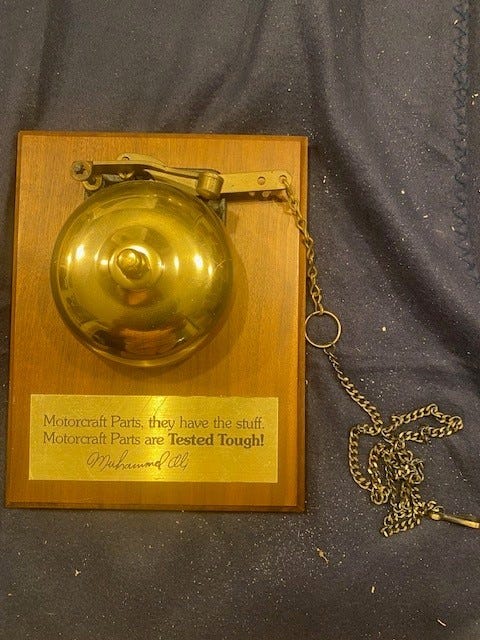 Motorcraft Parts, they have the stuff.
Motorcraft Parts are Tested Tough!
Muhammad Ali